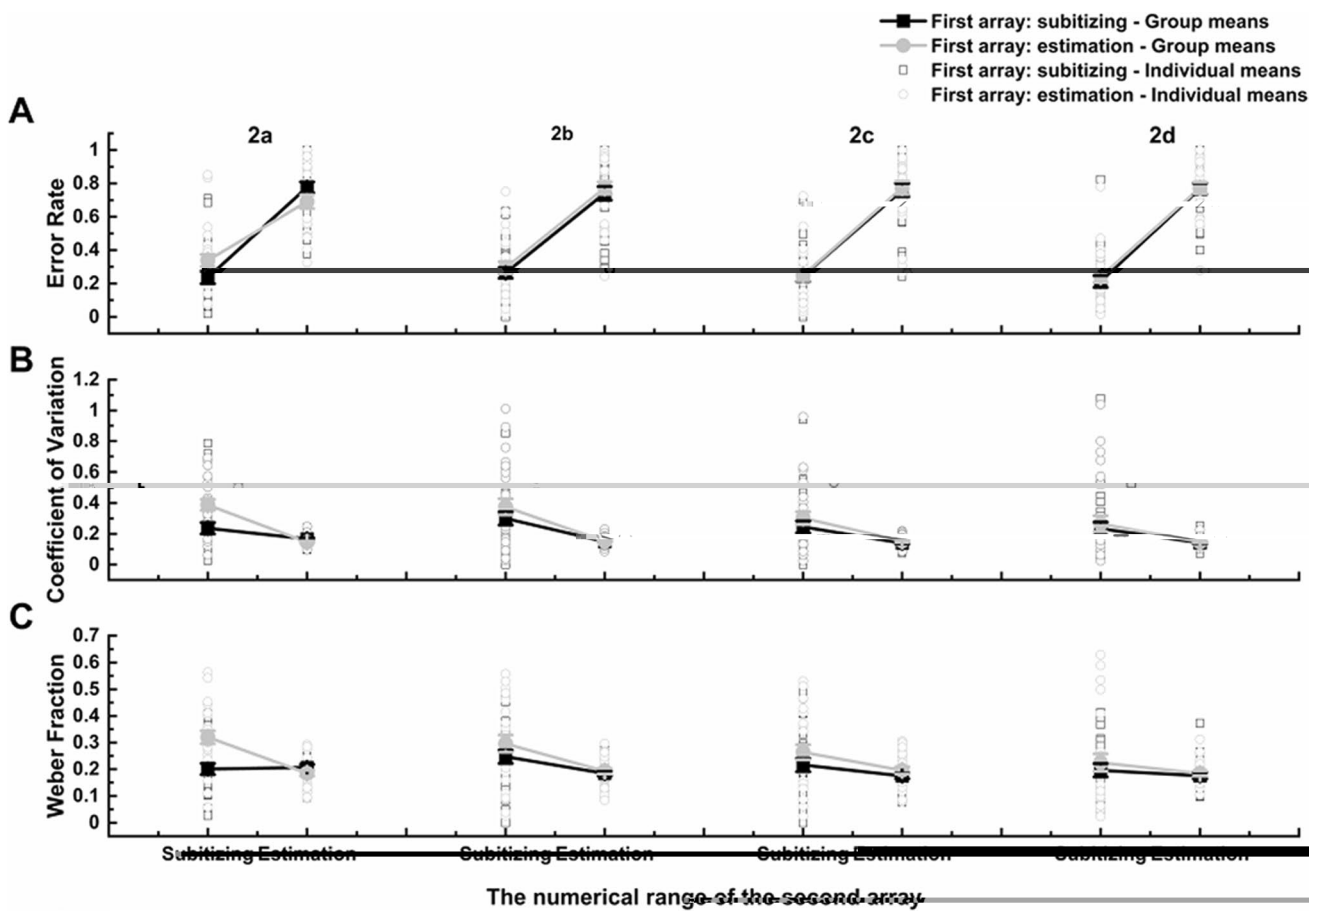 First array: subitizing - Group means
First array: estimation - Group means
First array: subitizing - Individual means
First array: estimation - Individual means
A
2a
2b
2c
2d
Error Rate
1
0.8
0.6
0.4
0.2
0
B
Coefficient of Variation
1.2
1
0.8
0.6
0.4
0.2
0
C
Weber Fraction
0.7
0.6
0.5
0.4
0.3
0.2
0.1
0
Subitizing Estimation Subitizing Estimation Subitizing Estimation Subitizing Estimation
The numerical range of the second array